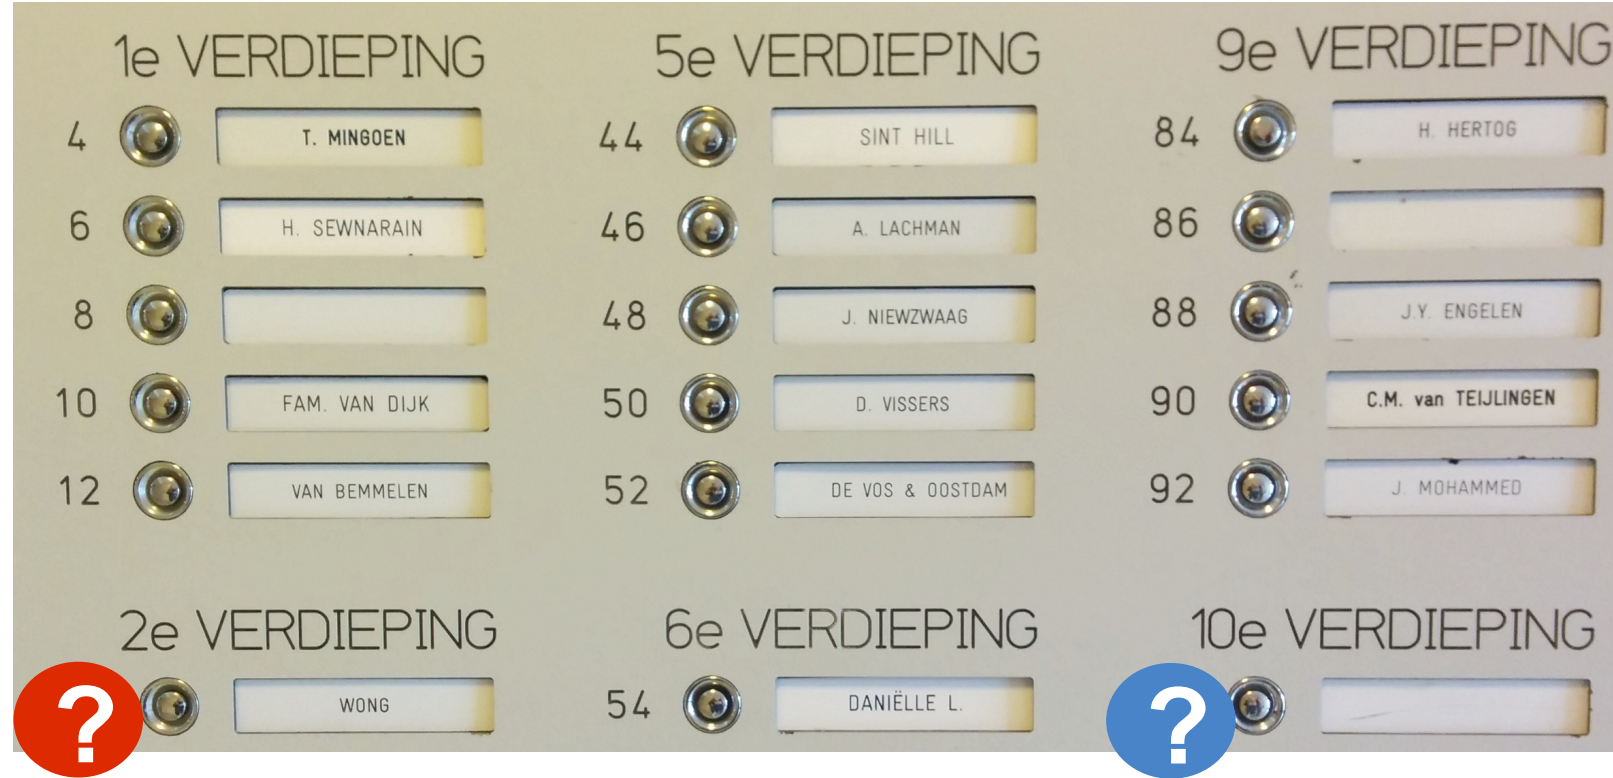 1e VERDIEPING
4 T. MINGOEN
6 H. SEWNARAIN
8
10 FAM. VAN DIJK
12 VAN BEMMELEN
2e VERDIEPING
? WONG
5e VERDIEPING
44 SINT HILL
46 A. LACHMAN
48 J. NIEWZWAAG
50 D. VISSERS
52 DE VOS & OOSTDAM
6e VERDIEPING
54 DANIËLLE L.
9e VERDIEPING
84 H. HERTOG
86
88 J.Y. ENGELEN
90 C.M. van TEIJLINGEN
92 J. MOHAMMED
10e VERDIEPING
?